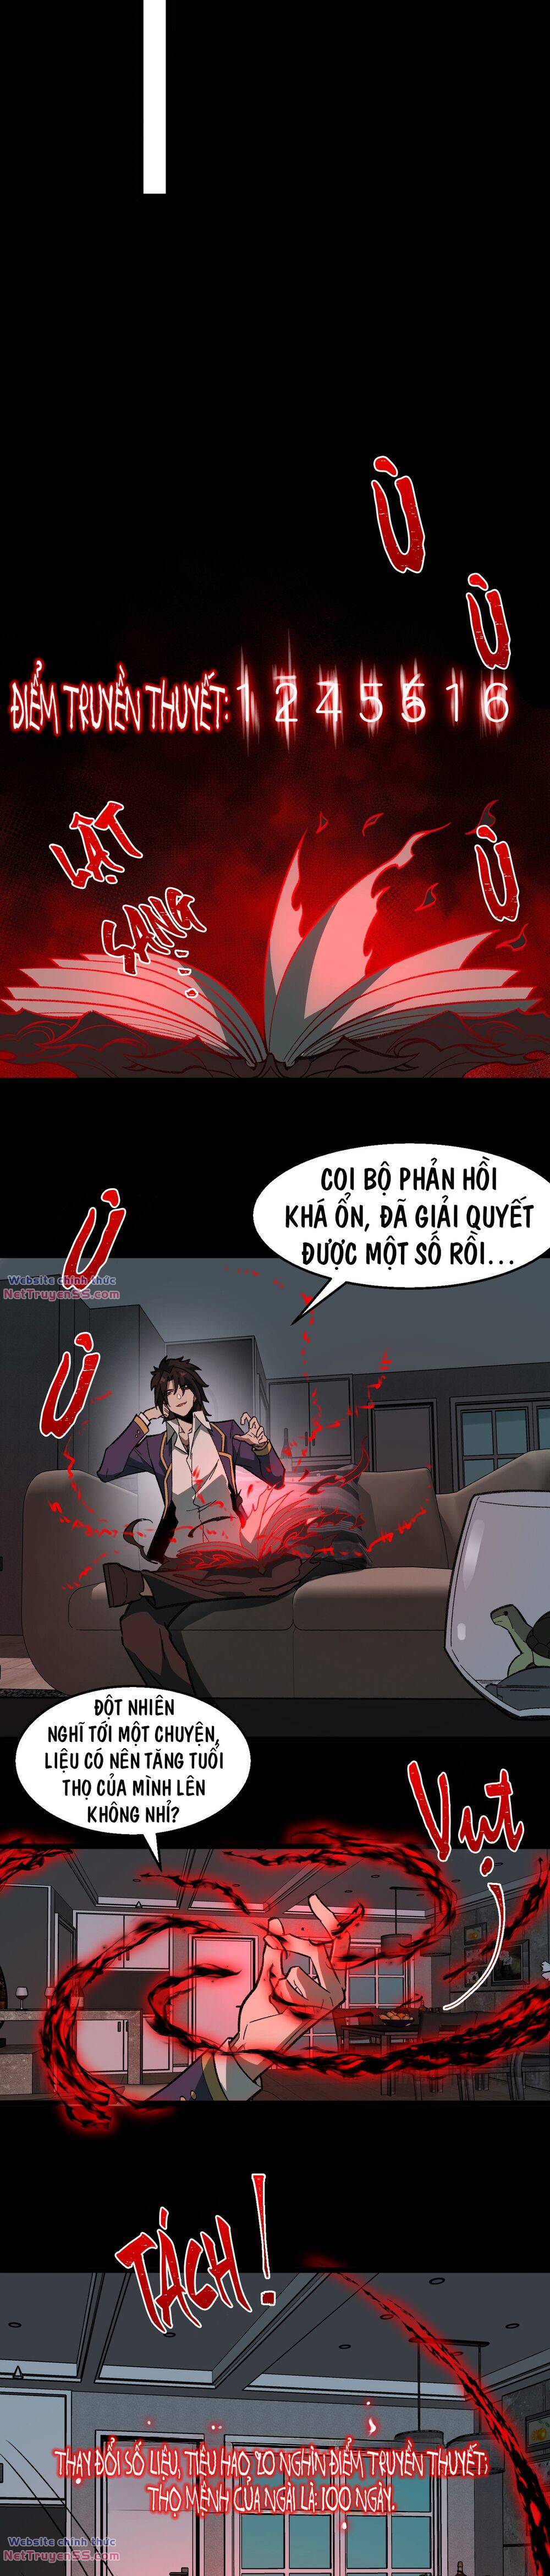 Ù
Ù
ĐIỂM TRUYỀN THUYẾT:
LẬT
SANG
Ù
COI BỘ PHẢN HỒI
KHÁ ỔN, ĐÃ GIẢI QUYẾT
ĐƯỢC MỘT SỐ RỒI...
Ù
Website chính thức
NetTruyenSS.com
Ù
ĐỘT NHIÊN
NGHĨ TỚI MỘT CHUYỆN,
LIỆU CÓ NÊN TĂNG TUỔI
THỌ CỦA MÌNH LÊN
KHÔNG NHỈ?
Vụt
TÁCH!
THAY ĐỔI SỐ LIỆU, TIÊU HAO 20 NGHÌN ĐIỂM TRUYỀN THUYẾT;
THỌ MỆNH CỦA NGÀI LÀ: 100 NGÀY.
Website chính thức
NetTruyenSS.com